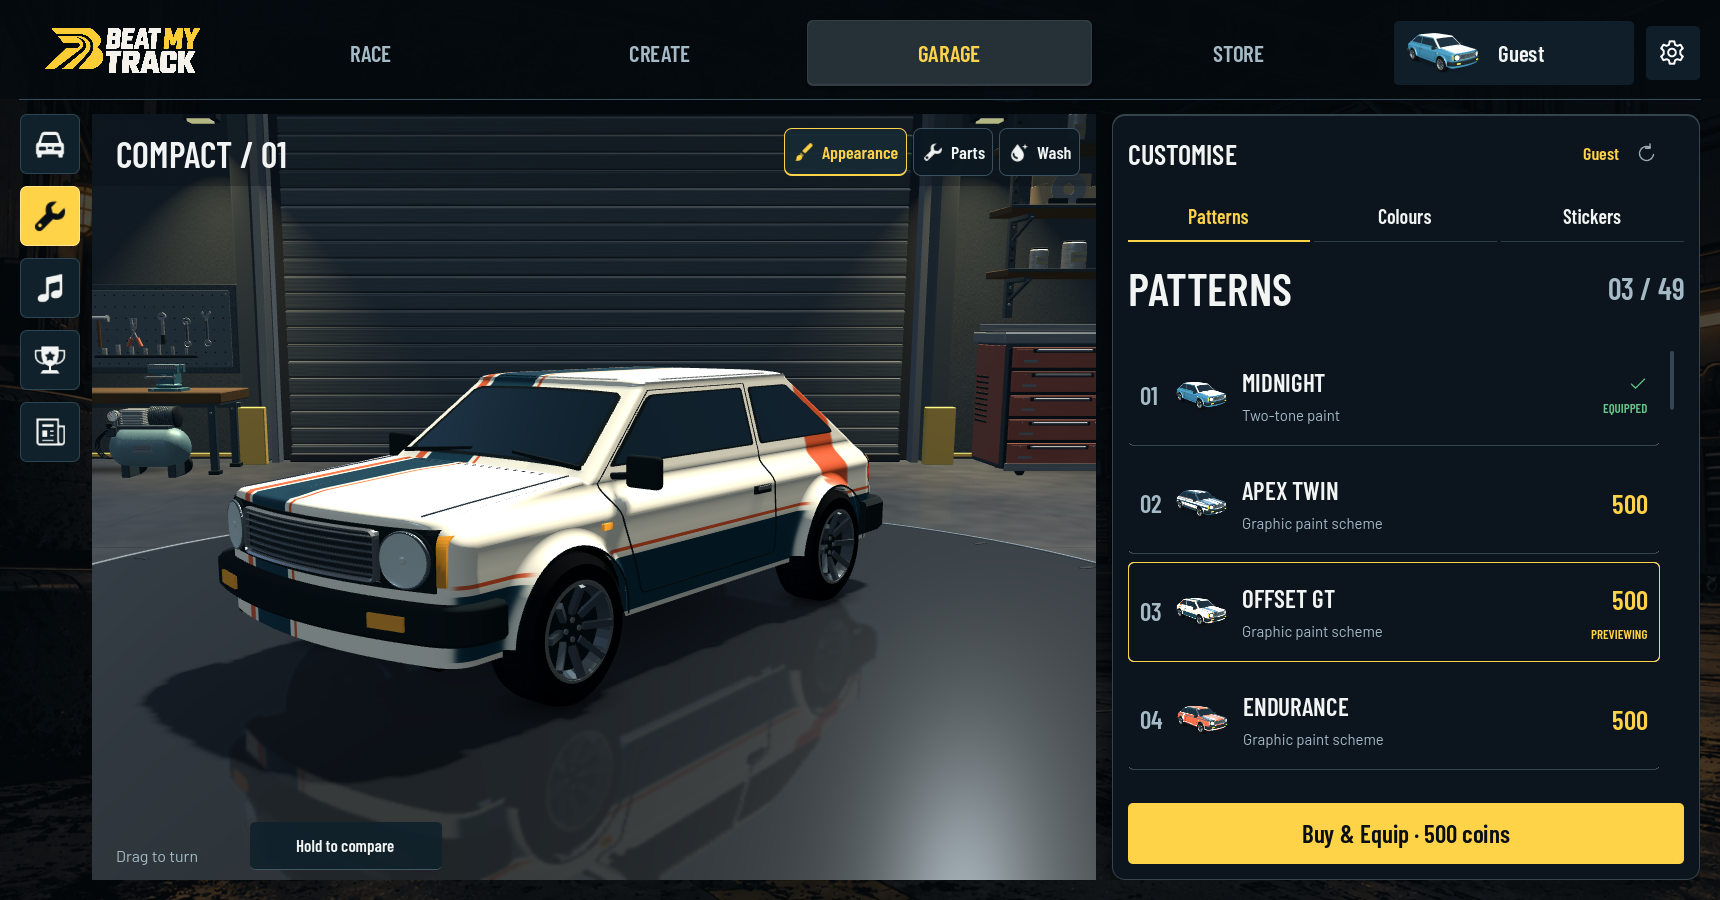 BEAT MY TRACK
RACE
CREATE
GARAGE
STORE
Guest
COMPACT / 01
Appearance
Parts
Wash
Drag to turn
Hold to compare
CUSTOMISE
Guest
Patterns
Colours
Stickers
PATTERNS
03 / 49
01
MIDNIGHT
Two-tone paint
EQUIPPED
02
APEX TWIN
Graphic paint scheme
500
03
OFFSET GT
Graphic paint scheme
500
PREVIEWING
04
ENDURANCE
Graphic paint scheme
500
Buy & Equip · 500 coins